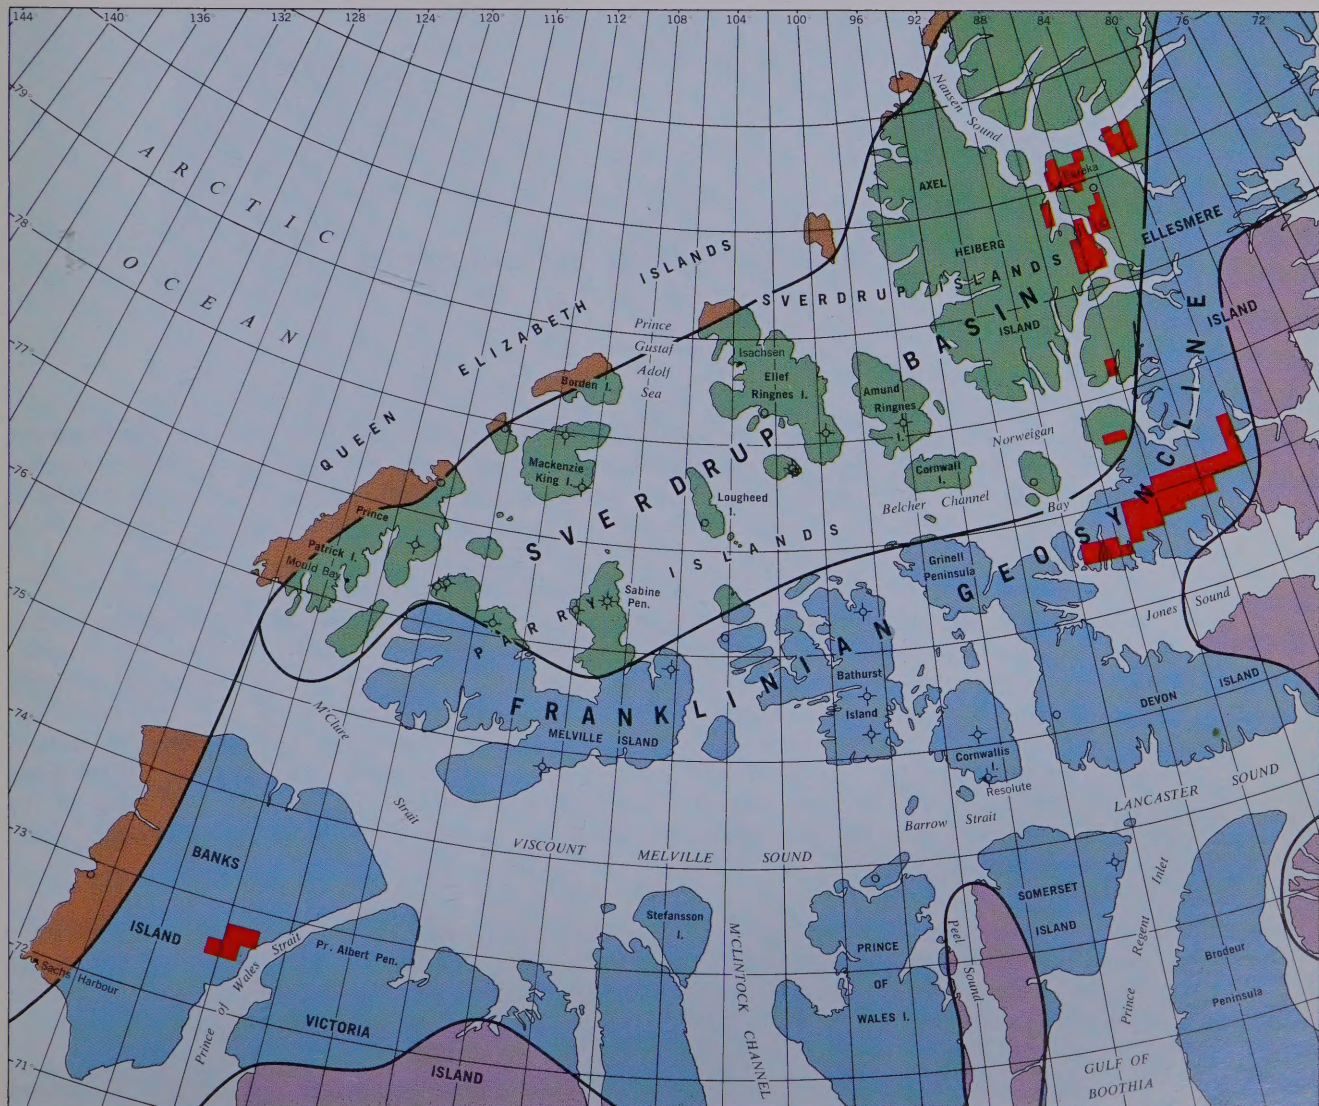 144 140° 136° 132 128 124 120° 116 112 108° 104 100 96 92 88 84 80 76 72°
79°
78
77°
76
75
74
73
72
71°
ARCTIC
OCEAN
QUEEN ELIZABETH ISLANDS
Nansen Sound
AXEL
HEIBERG
ISLAND
Eureka
ELLESMERE
ISLAND
SVERDRUP ISLANDS
SVERDRUP BASIN
Prince
Gustaf
Adolf
Sea
Isachsen
Ellef
Ringnes I.
Amund
Ringnes
I.
Borden I.
Mackenzie
King I.
Lougheed
I.
Cornwall
I.
Norweigan
Bay
Belcher Channel
Prince
Patrick I.
Mould Bay
PARRY ISLANDS
Sabine
Pen.
Grinell
Peninsula
FRANKLINIAN GEOSYNCLINE
Jones Sound
MELVILLE ISLAND
Bathurst
Island
Cornwallis
I.
Resolute
DEVON ISLAND
M'Clure Strait
VISCOUNT MELVILLE SOUND
Barrow Strait
LANCASTER SOUND
BANKS
ISLAND
Sachs Harbour
Prince of Wales Strait
Pr. Albert Pen.
VICTORIA
ISLAND
Stefansson
I.
M'CLINTOCK CHANNEL
PRINCE
OF
WALES I.
Peel Sound
SOMERSET
ISLAND
Prince Regent Inlet
Brodeur
Peninsula
GULF OF
BOOTHIA